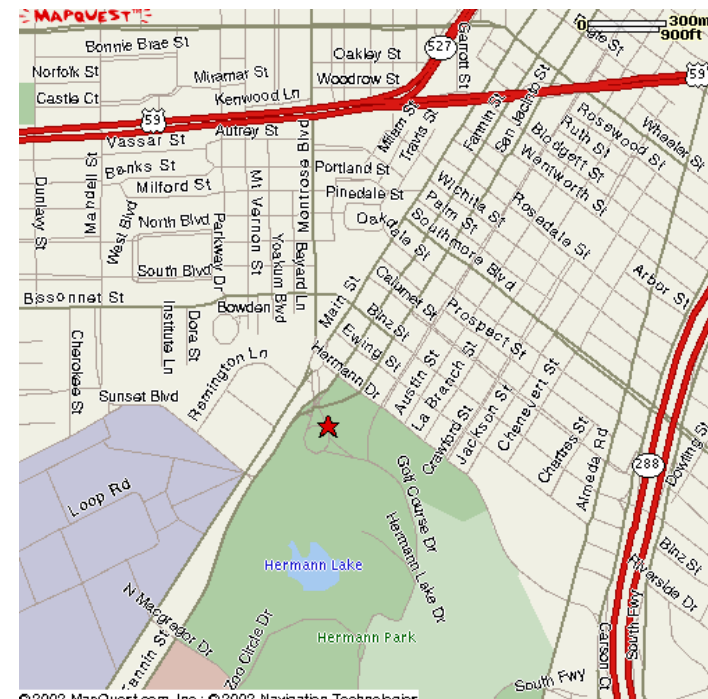 MAPQUEST
0 300m
900ft
Bonnie Brae St
Oakley St
527
Garrott St
Norfolk St
Miramar St
Woodrow St
59
Castle Ct
Kenwood Ln
59
Vassar St
Autrey St
Milam St
Travis St
Fannin St
San Jacinto St
Rosewood St
Wheeler St
Ruth St
Blodgett St
Wentworth St
Banks St
Portland St
Milford St
Pinedale St
Wichita St
Rosedale St
Dunlavy St
Mandell St
West Blvd
North Blvd
Parkway Dr
Mt Vernon St
Yoakum Blvd
Montrose Blvd
Bayard Ln
Oakdale St
Palm St
Southmore Blvd
South Blvd
Arbor St
Bissonnet St
Bowden
Main St
Calumet St
Prospect St
Binz St
Ewing St
Hermann Dr
Cherokee St
Institute Ln
Dora St
Remington Ln
Sunset Blvd
Austin St
La Branch St
Crawford St
Jackson St
Chenevert St
Chartres St
Almeda Rd
288
Dowling St
Loop Rd
Golf Course Dr
Hermann Lake Dr
Hermann Lake
Binz St
Riverside Dr
N Macgregor Dr
Hermann Park
Zoo Circle Dr
Fannin St
Carson Ct
South Fwy
South Fwy
©2002 MapQuest.com, Inc.; ©2002 Navigation Technologies